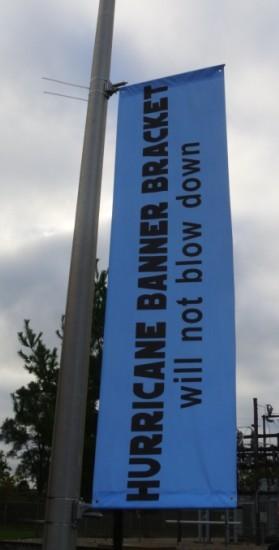 HURRICANE BANNER BRACKET
will not blow down